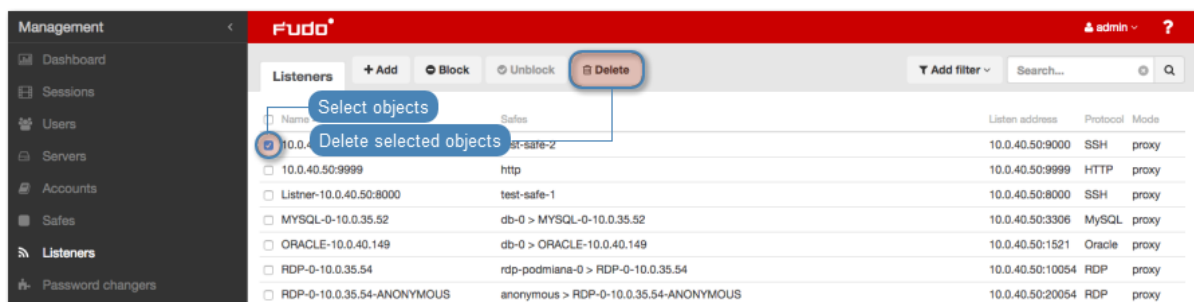 Management
FUDO
admin
?
Dashboard
Sessions
Users
Servers
Accounts
Safes
Listeners
Password changers
Listeners
+ Add
Block
Unblock
Delete
Add filter
Search...
Select objects
Delete selected objects
Name Safes Listen address Protocol Mode
10.0.4 st-safe-2 10.0.40.50:9000 SSH proxy
10.0.40.50:9999 http 10.0.40.50:9999 HTTP proxy
Listner-10.0.40.50:8000 test-safe-1 10.0.40.50:8000 SSH proxy
MYSQL-0-10.0.35.52 db-0 > MYSQL-0-10.0.35.52 10.0.40.50:3306 MySQL proxy
ORACLE-10.0.40.149 db-0 > ORACLE-10.0.40.149 10.0.40.50:1521 Oracle proxy
RDP-0-10.0.35.54 rdp-podmiana-0 > RDP-0-10.0.35.54 10.0.40.50:10054 RDP proxy
RDP-0-10.0.35.54-ANONYMOUS anonymous > RDP-0-10.0.35.54-ANONYMOUS 10.0.40.50:20054 RDP proxy